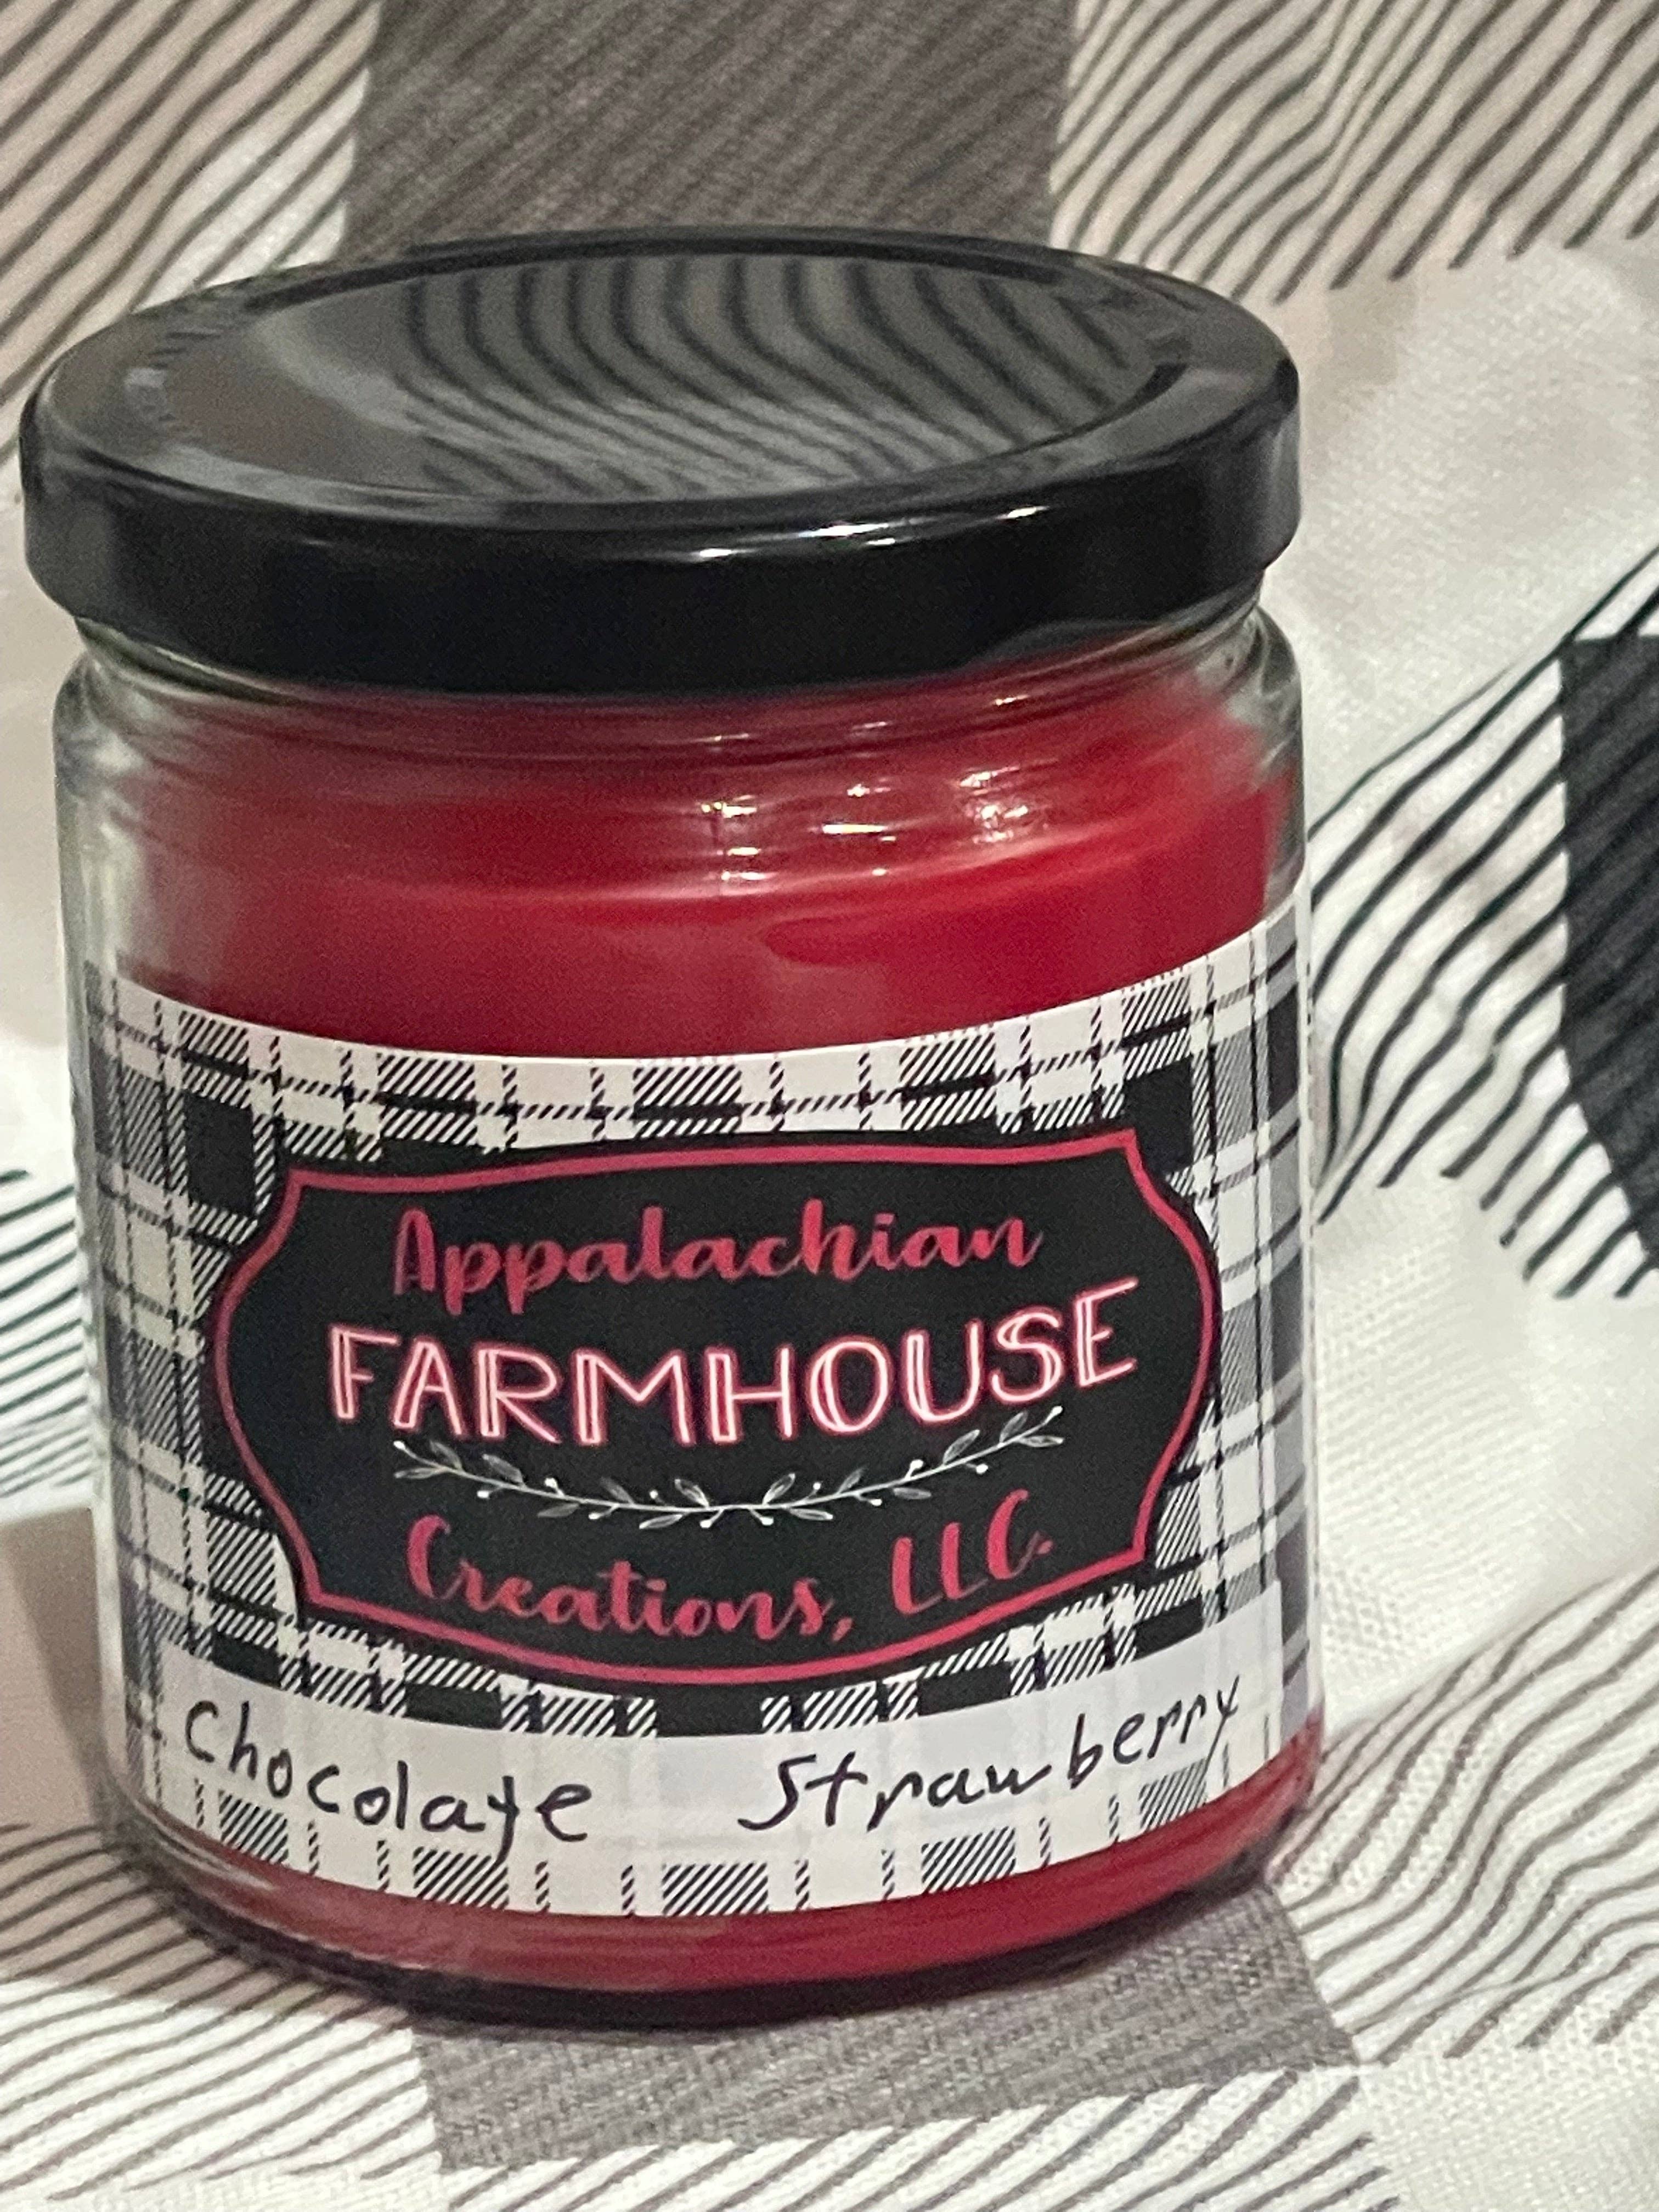 Appalachian
FARMHOUSE
Creations, LLC.
Chocolate Strawberry